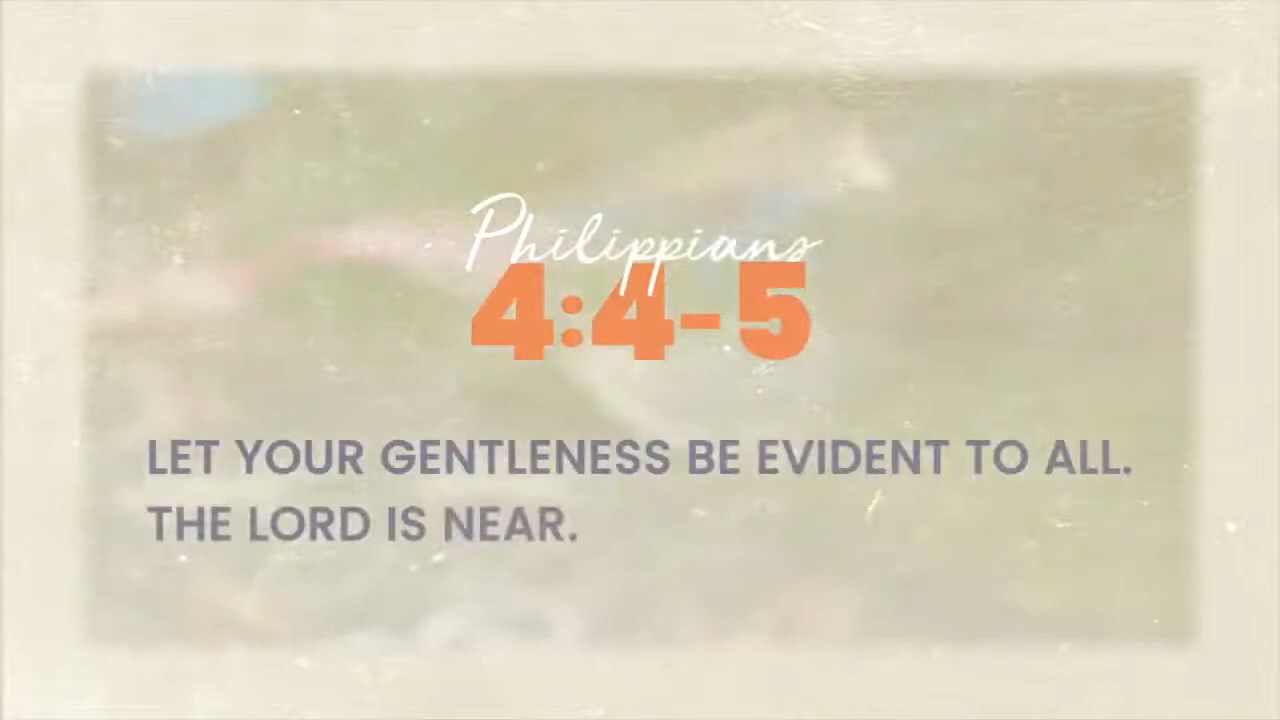 Philippians
4:4-5
LET YOUR GENTLENESS BE EVIDENT TO ALL.
THE LORD IS NEAR.